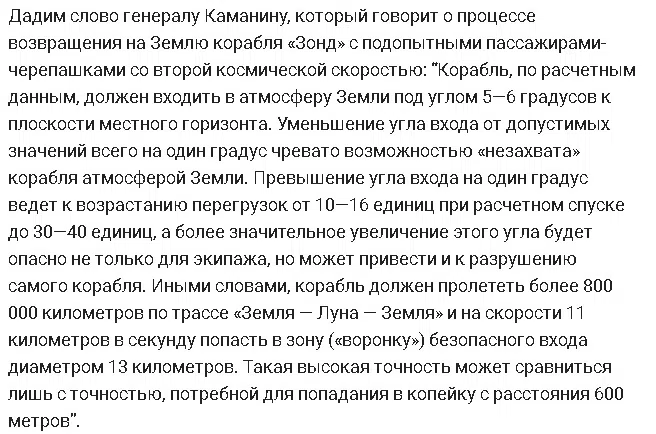 Дадим слово генералу Каманину, который говорит о процессе
возвращения на Землю корабля «Зонд» с подопытными пассажирами-
черепашками со второй космической скоростью: “Корабль, по расчетным
данным, должен входить в атмосферу Земли под углом 5—6 градусов к
плоскости местного горизонта. Уменьшение угла входа от допустимых
значений всего на один градус чревато возможностью «незахвата»
корабля атмосферой Земли. Превышение угла входа на один градус
ведет к возрастанию перегрузок от 10—16 единиц при расчетном спуске
до 30—40 единиц, а более значительное увеличение этого угла будет
опасно не только для экипажа, но может привести и к разрушению
самого корабля. Иными словами, корабль должен пролететь более 800
000 километров по трассе «Земля — Луна — Земля» и на скорости 11
километров в секунду попасть в зону («воронку») безопасного входа
диаметром 13 километров. Такая высокая точность может сравниться
лишь с точностью, потребной для попадания в копейку с расстояния 600
метров”.